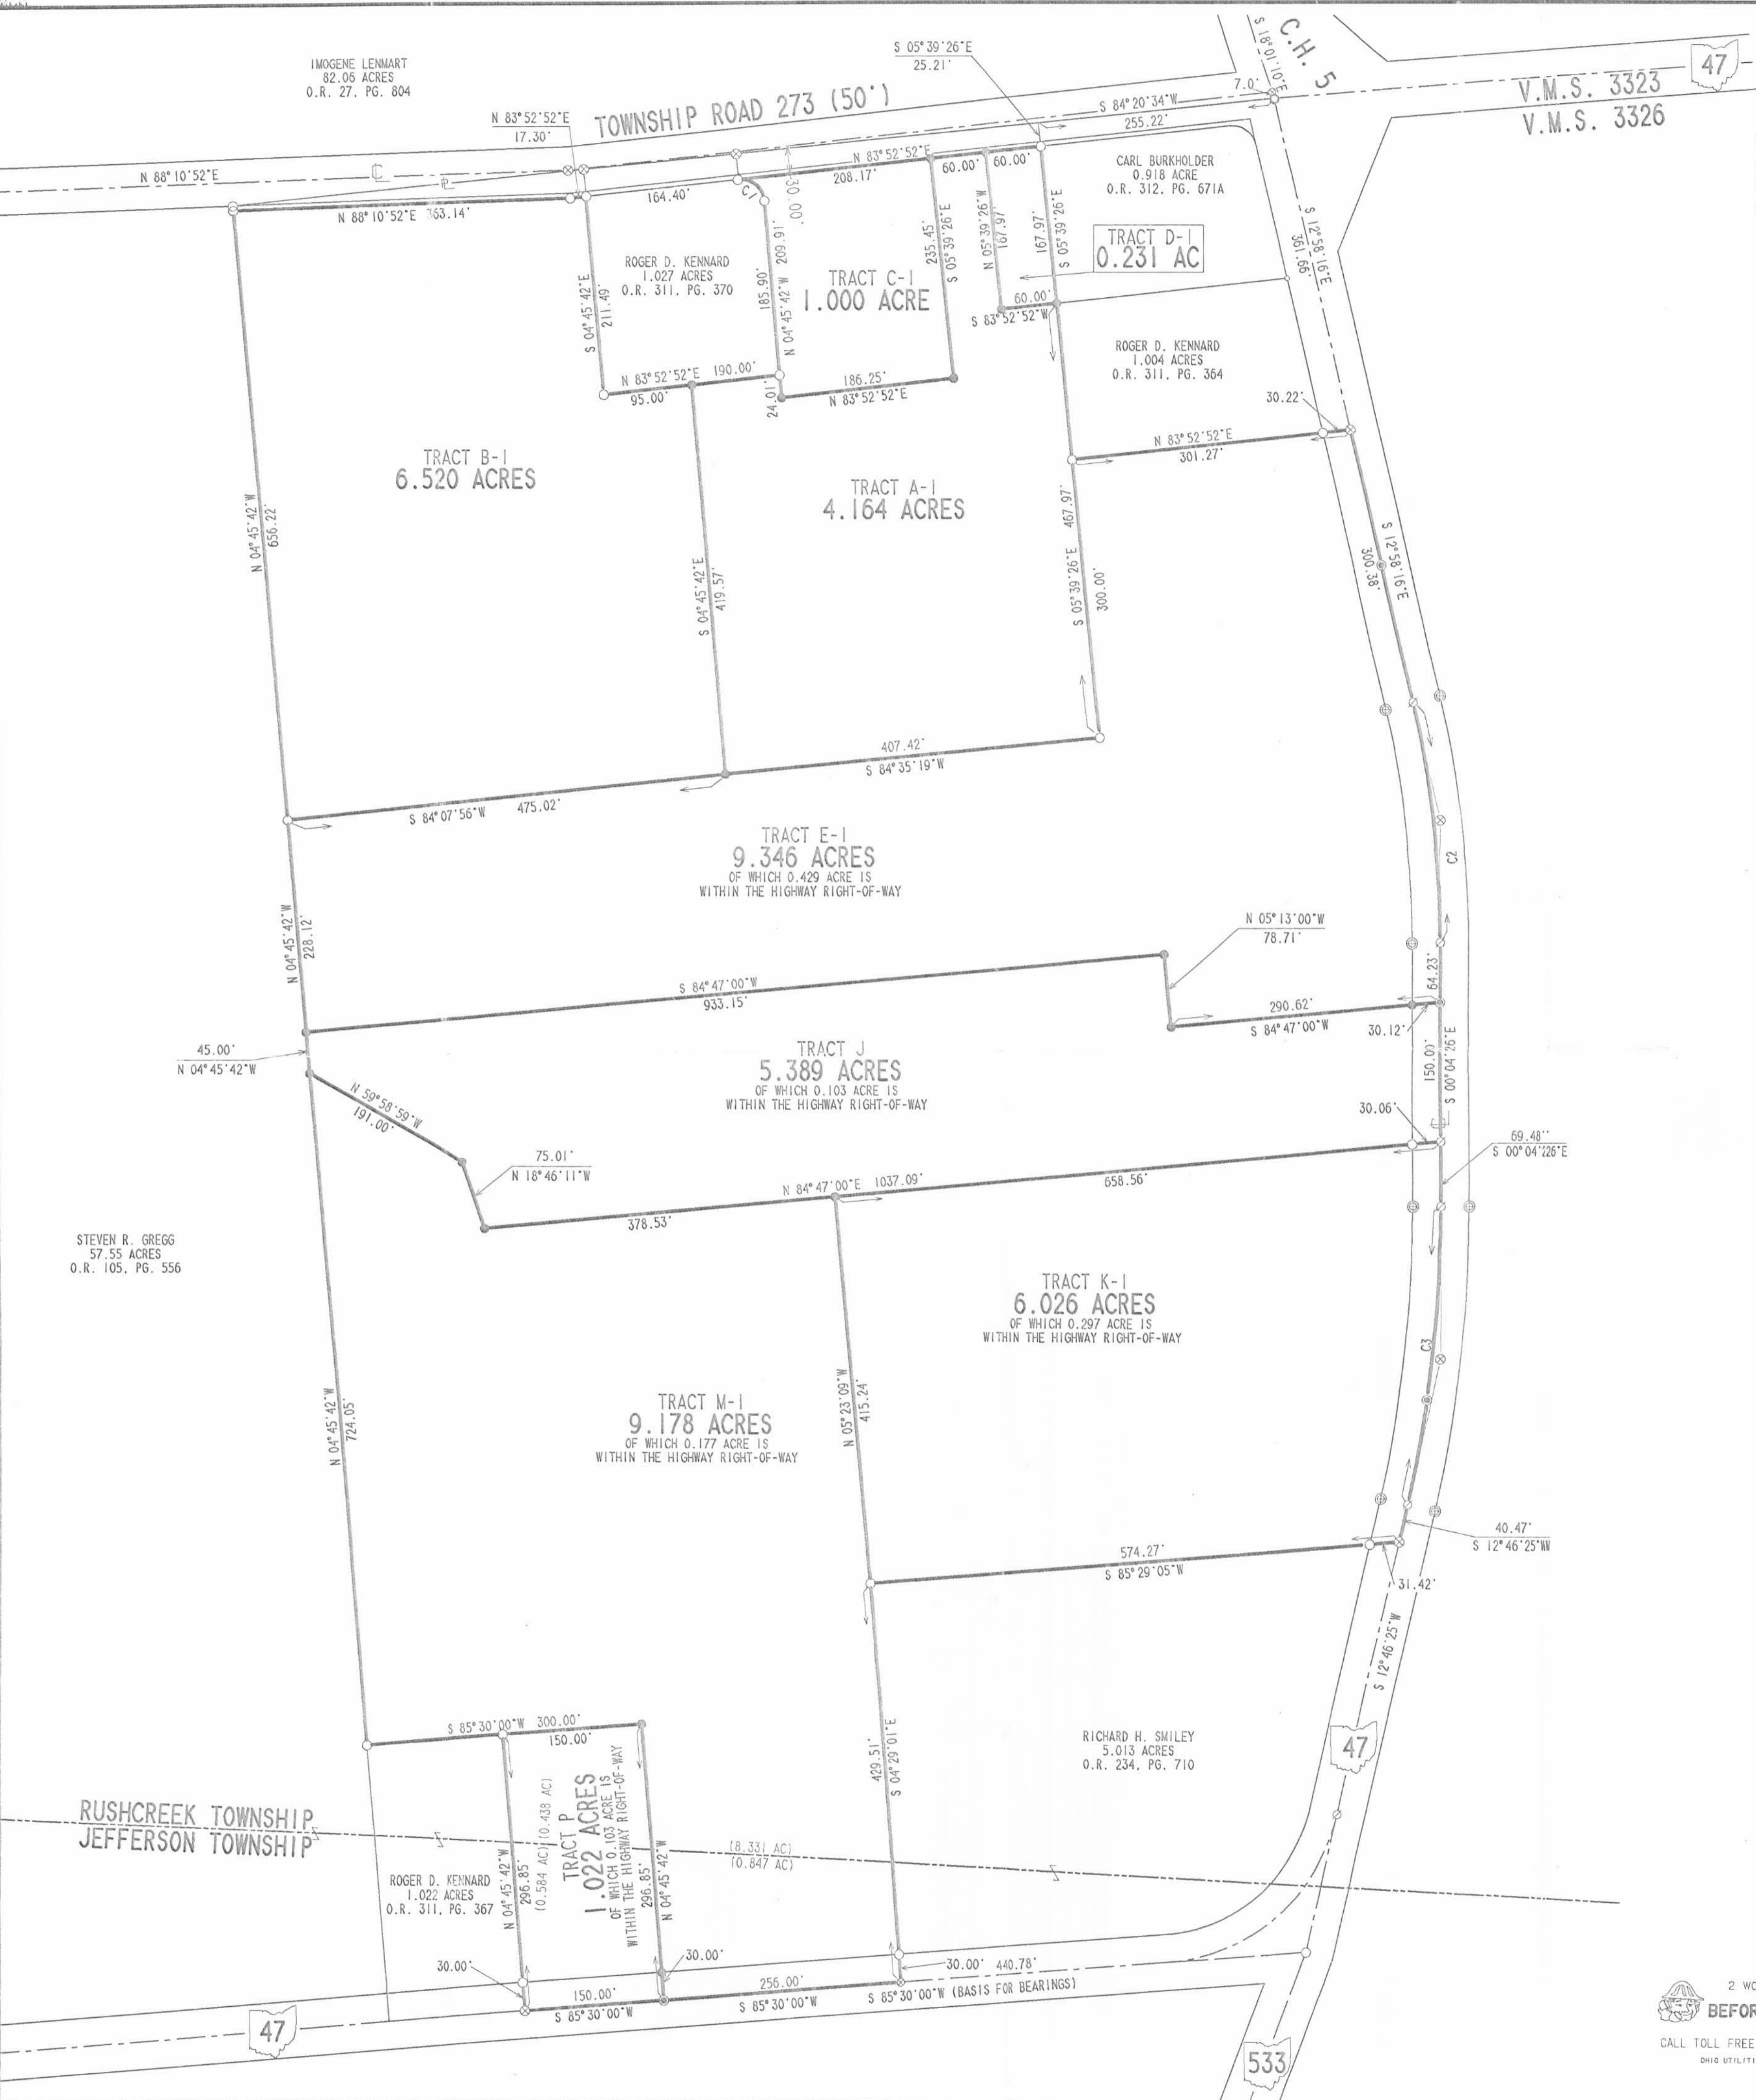 IMOGENE LENMART
82.06 ACRES
O.R. 27, PG. 804
S 05°39'26"E
25.21'
S 18°01'10"E
C.H. 5
7.0'
47
V.M.S. 3323
V.M.S. 3326
N 83°52'52"E
17.30'
TOWNSHIP ROAD 273 (50')
S 84°20'34"W
255.22'
N 88°10'52"E
N 88°10'52"E 363.14'
164.40'
C1
30.00'
N 83°52'52"E
208.17'
60.00'
60.00'
CARL BURKHOLDER
0.918 ACRE
O.R. 312, PG. 671A
S 12°58'16"E
361.66'
ROGER D. KENNARD
1.027 ACRES
O.R. 311, PG. 370
S 04°45'42"E
211.49'
185.90'
N 04°45'42"W 209.91'
TRACT C-1
1.000 ACRE
235.45'
S 05°39'26"E
N 05°39'26"W
167.97'
167.97'
S 05°39'26"E
TRACT D-1
0.231 AC
60.00'
S 83°52'52"W
ROGER D. KENNARD
1.004 ACRES
O.R. 311, PG. 364
N 83°52'52"E 190.00'
95.00'
24.01'
186.25'
N 83°52'52"E
30.22'
N 83°52'52"E
301.27'
TRACT B-1
6.520 ACRES
TRACT A-1
4.164 ACRES
N 04°45'42"W
656.22'
S 04°45'42"E
419.57'
467.97'
S 05°39'26"E
300.00'
S 12°58'16"E
300.38'
407.42'
S 84°35'19"W
S 84°07'56"W 475.02'
TRACT E-1
9.346 ACRES
OF WHICH 0.429 ACRE IS
WITHIN THE HIGHWAY RIGHT-OF-WAY
C2
N 04°45'42"W
228.12'
N 05°13'00"W
78.71'
S 84°47'00"W
933.15'
64.23'
290.62'
S 84°47'00"W
30.12'
45.00'
N 04°45'42"W
TRACT J
5.389 ACRES
OF WHICH 0.103 ACRE IS
WITHIN THE HIGHWAY RIGHT-OF-WAY
150.00'
S 00°04'26"E
N 59°58'59"W
191.00'
30.06'
69.48''
S 00°04'226"E
75.01'
N 18°46'11"W
N 84°47'00"E 1037.09'
658.56'
378.53'
STEVEN R. GREGG
57.55 ACRES
O.R. 105, PG. 556
TRACT K-1
6.026 ACRES
OF WHICH 0.297 ACRE IS
WITHIN THE HIGHWAY RIGHT-OF-WAY
C3
N 04°45'42"W
724.05'
TRACT M-1
9.178 ACRES
OF WHICH 0.177 ACRE IS
WITHIN THE HIGHWAY RIGHT-OF-WAY
N 05°23'09"W
415.24'
40.47'
S 12°46'25"WW
574.27'
S 85°29'05"W
31.42'
S 12°46'25"W
S 85°30'00"W 300.00'
150.00'
429.51'
S 04°29'01"E
RICHARD H. SMILEY
5.013 ACRES
O.R. 234, PG. 710
47
RUSHCREEK TOWNSHIP
JEFFERSON TOWNSHIP
N 04°45'42"W
296.85'
(0.584 AC) (0.438 AC)
TRACT P
1.022 ACRES
OF WHICH 0.103 ACRE IS
WITHIN THE HIGHWAY RIGHT-OF-WAY
296.85'
N 04°45'42"W
(8.331 AC)
(0.847 AC)
ROGER D. KENNARD
1.022 ACRES
O.R. 311, PG. 367
30.00'
30.00'
30.00' 440.78'
150.00'
S 85°30'00"W
256.00'
S 85°30'00"W
S 85°30'00"W (BASIS FOR BEARINGS)
47
533
2 WO
BEFOR
CALL TOLL FREE
OHIO UTILITI